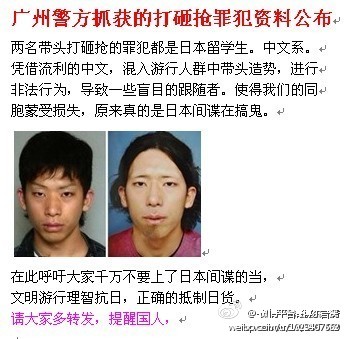 广州警方抓获的打砸抢罪犯资料公布
两名带头打砸抢的罪犯都是日本留学生。中文系。
凭借流利的中文，混入游行人群中带头造势，进行
非法行为，导致一些盲目的跟随者。使得我们的同
胞蒙受损失，原来真的是日本间谍在搞鬼。
在此呼吁大家千万不要上了日本间谍的当，
文明游行理智抗日，正确的抵制日货。
请大家多转发，提醒国人，